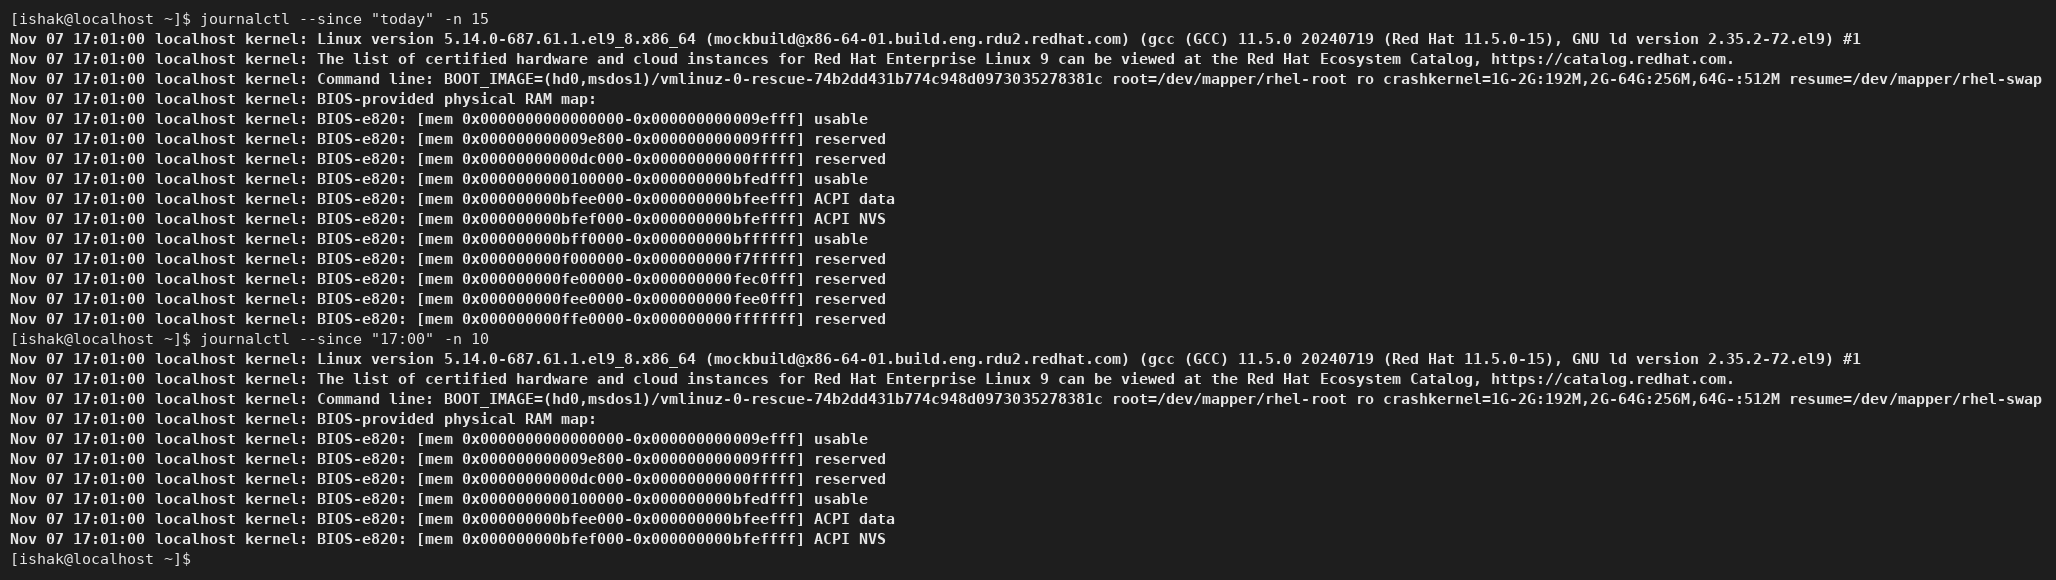 [ishak@localhost ~]$ journalctl --since "today" -n 15
Nov 07 17:01:00 localhost kernel: Linux version 5.14.0-687.61.1.el9_8.x86_64 (mockbuild@x86-64-01.build.eng.rdu2.redhat.com) (gcc (GCC) 11.5.0 20240719 (Red Hat 11.5.0-15), GNU ld version 2.35.2-72.el9) #1
Nov 07 17:01:00 localhost kernel: The list of certified hardware and cloud instances for Red Hat Enterprise Linux 9 can be viewed at the Red Hat Ecosystem Catalog, https://catalog.redhat.com.
Nov 07 17:01:00 localhost kernel: Command line: BOOT_IMAGE=(hd0,msdos1)/vmlinuz-0-rescue-74b2dd431b774c948d0973035278381c root=/dev/mapper/rhel-root ro crashkernel=1G-2G:192M,2G-64G:256M,64G-:512M resume=/dev/mapper/rhel-swap
Nov 07 17:01:00 localhost kernel: BIOS-provided physical RAM map:
Nov 07 17:01:00 localhost kernel: BIOS-e820: [mem 0x0000000000000000-0x000000000009efff] usable
Nov 07 17:01:00 localhost kernel: BIOS-e820: [mem 0x000000000009e800-0x000000000009ffff] reserved
Nov 07 17:01:00 localhost kernel: BIOS-e820: [mem 0x00000000000dc000-0x00000000000fffff] reserved
Nov 07 17:01:00 localhost kernel: BIOS-e820: [mem 0x0000000000100000-0x000000000bfedfff] usable
Nov 07 17:01:00 localhost kernel: BIOS-e820: [mem 0x000000000bfee000-0x000000000bfeefff] ACPI data
Nov 07 17:01:00 localhost kernel: BIOS-e820: [mem 0x000000000bfef000-0x000000000bfeffff] ACPI NVS
Nov 07 17:01:00 localhost kernel: BIOS-e820: [mem 0x000000000bff0000-0x000000000bffffff] usable
Nov 07 17:01:00 localhost kernel: BIOS-e820: [mem 0x000000000f000000-0x000000000f7fffff] reserved
Nov 07 17:01:00 localhost kernel: BIOS-e820: [mem 0x000000000fe00000-0x000000000fec0fff] reserved
Nov 07 17:01:00 localhost kernel: BIOS-e820: [mem 0x000000000fee0000-0x000000000fee0fff] reserved
Nov 07 17:01:00 localhost kernel: BIOS-e820: [mem 0x000000000ffe0000-0x000000000fffffff] reserved
[ishak@localhost ~]$ journalctl --since "17:00" -n 10
Nov 07 17:01:00 localhost kernel: Linux version 5.14.0-687.61.1.el9_8.x86_64 (mockbuild@x86-64-01.build.eng.rdu2.redhat.com) (gcc (GCC) 11.5.0 20240719 (Red Hat 11.5.0-15), GNU ld version 2.35.2-72.el9) #1
Nov 07 17:01:00 localhost kernel: The list of certified hardware and cloud instances for Red Hat Enterprise Linux 9 can be viewed at the Red Hat Ecosystem Catalog, https://catalog.redhat.com.
Nov 07 17:01:00 localhost kernel: Command line: BOOT_IMAGE=(hd0,msdos1)/vmlinuz-0-rescue-74b2dd431b774c948d0973035278381c root=/dev/mapper/rhel-root ro crashkernel=1G-2G:192M,2G-64G:256M,64G-:512M resume=/dev/mapper/rhel-swap
Nov 07 17:01:00 localhost kernel: BIOS-provided physical RAM map:
Nov 07 17:01:00 localhost kernel: BIOS-e820: [mem 0x0000000000000000-0x000000000009efff] usable
Nov 07 17:01:00 localhost kernel: BIOS-e820: [mem 0x000000000009e800-0x000000000009ffff] reserved
Nov 07 17:01:00 localhost kernel: BIOS-e820: [mem 0x00000000000dc000-0x00000000000fffff] reserved
Nov 07 17:01:00 localhost kernel: BIOS-e820: [mem 0x0000000000100000-0x000000000bfedfff] usable
Nov 07 17:01:00 localhost kernel: BIOS-e820: [mem 0x000000000bfee000-0x000000000bfeefff] ACPI data
Nov 07 17:01:00 localhost kernel: BIOS-e820: [mem 0x000000000bfef000-0x000000000bfeffff] ACPI NVS
[ishak@localhost ~]$